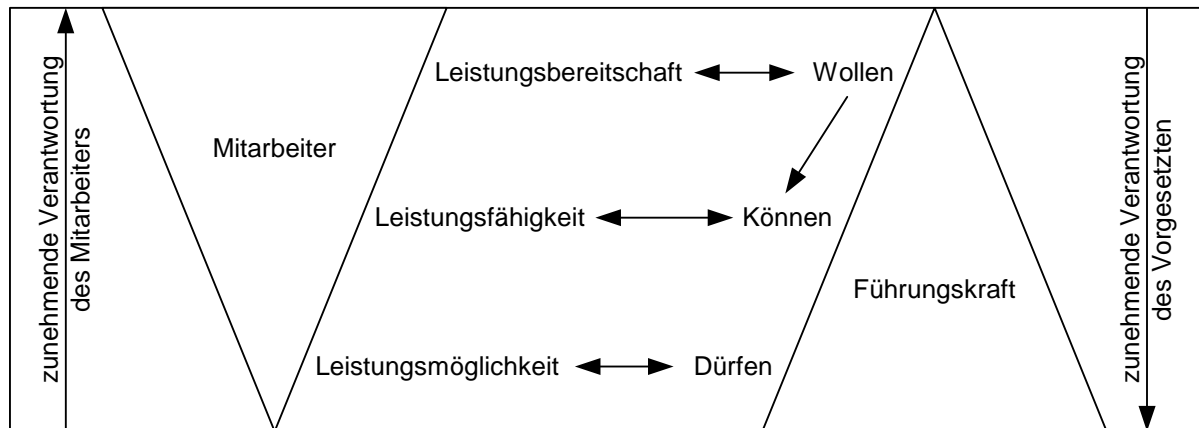 zunehmende Verantwortung
des Mitarbeiters
Mitarbeiter
Leistungsbereitschaft
Wollen
Leistungsfähigkeit
Können
Leistungsmöglichkeit
Dürfen
Führungskraft
zunehmende Verantwortung
des Vorgesetzten